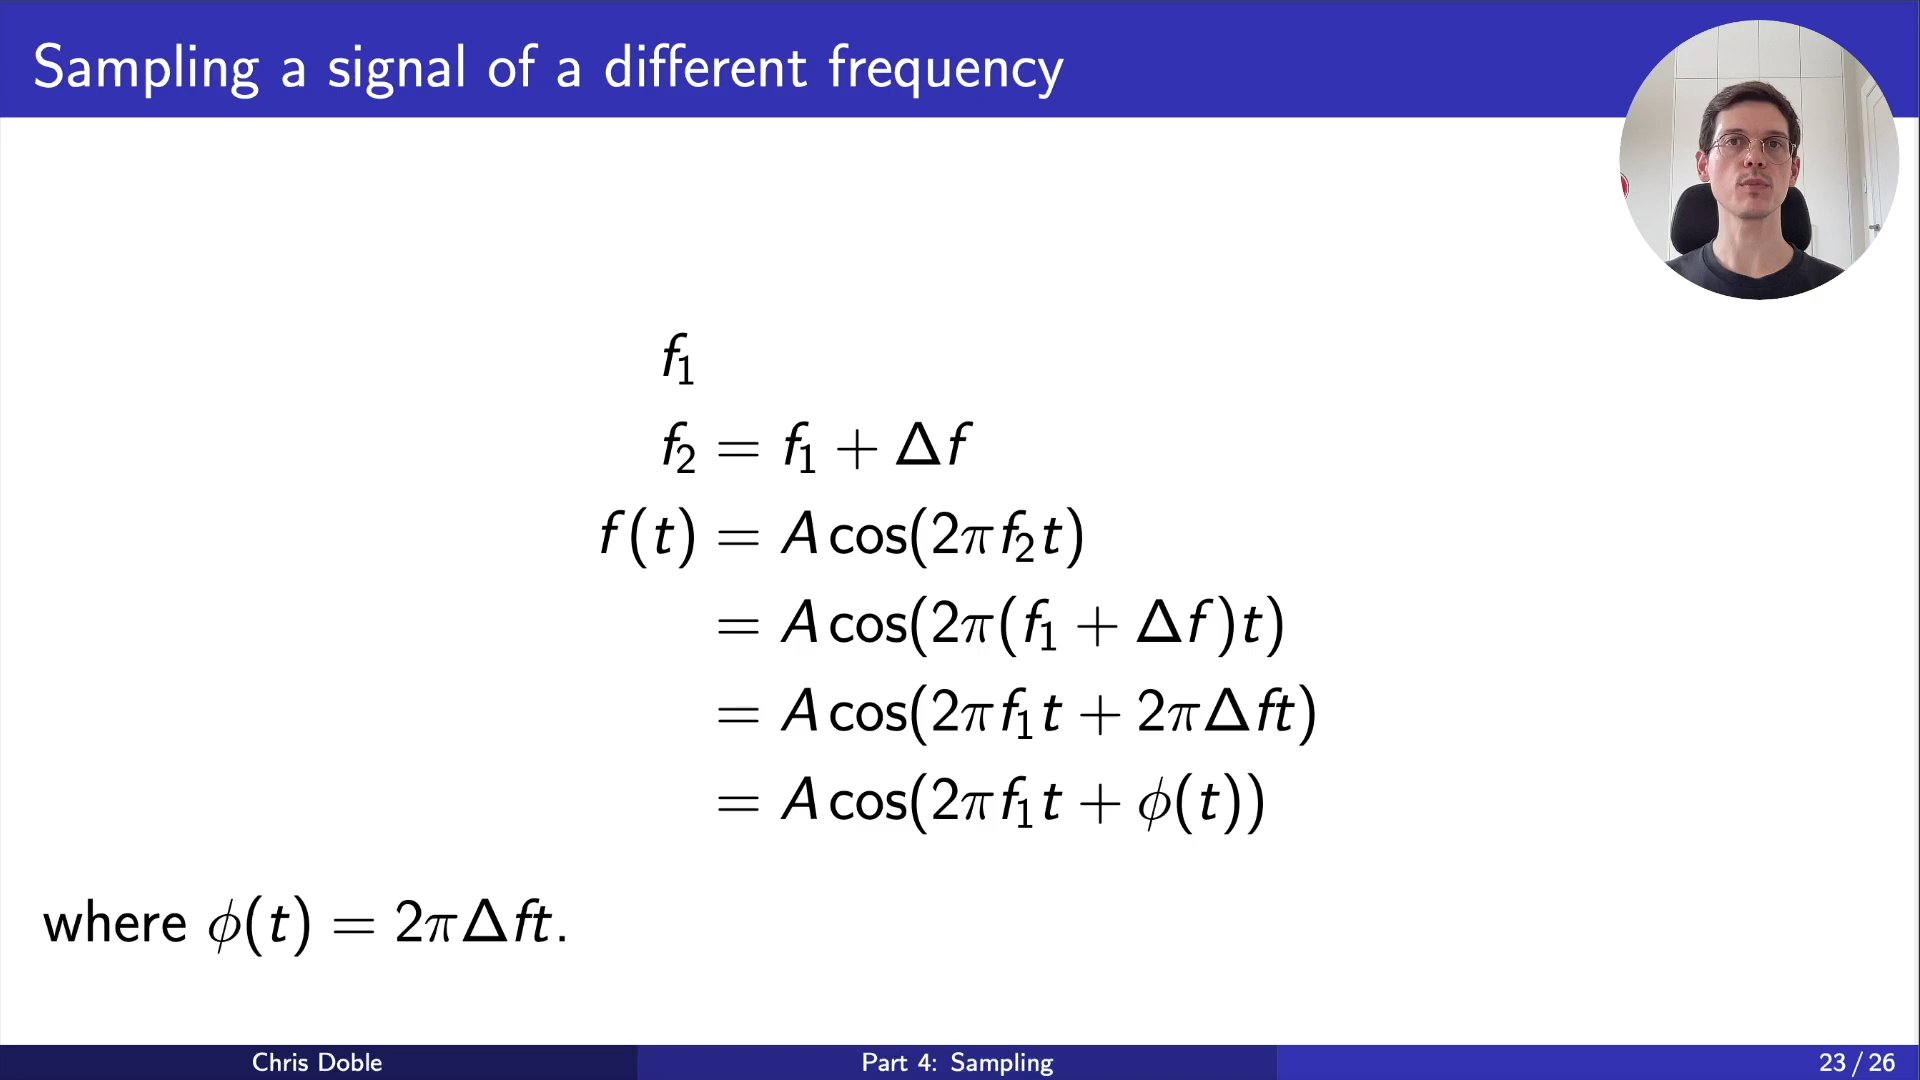 Sampling a signal of a different frequency
f₁
f₂ = f₁ + Δf
f(t) = A cos(2πf₂t)
= A cos(2π(f₁ + Δf)t)
= A cos(2πf₁t + 2πΔft)
= A cos(2πf₁t + ϕ(t))
where ϕ(t) = 2πΔft.
Chris Doble
Part 4: Sampling
23 / 26